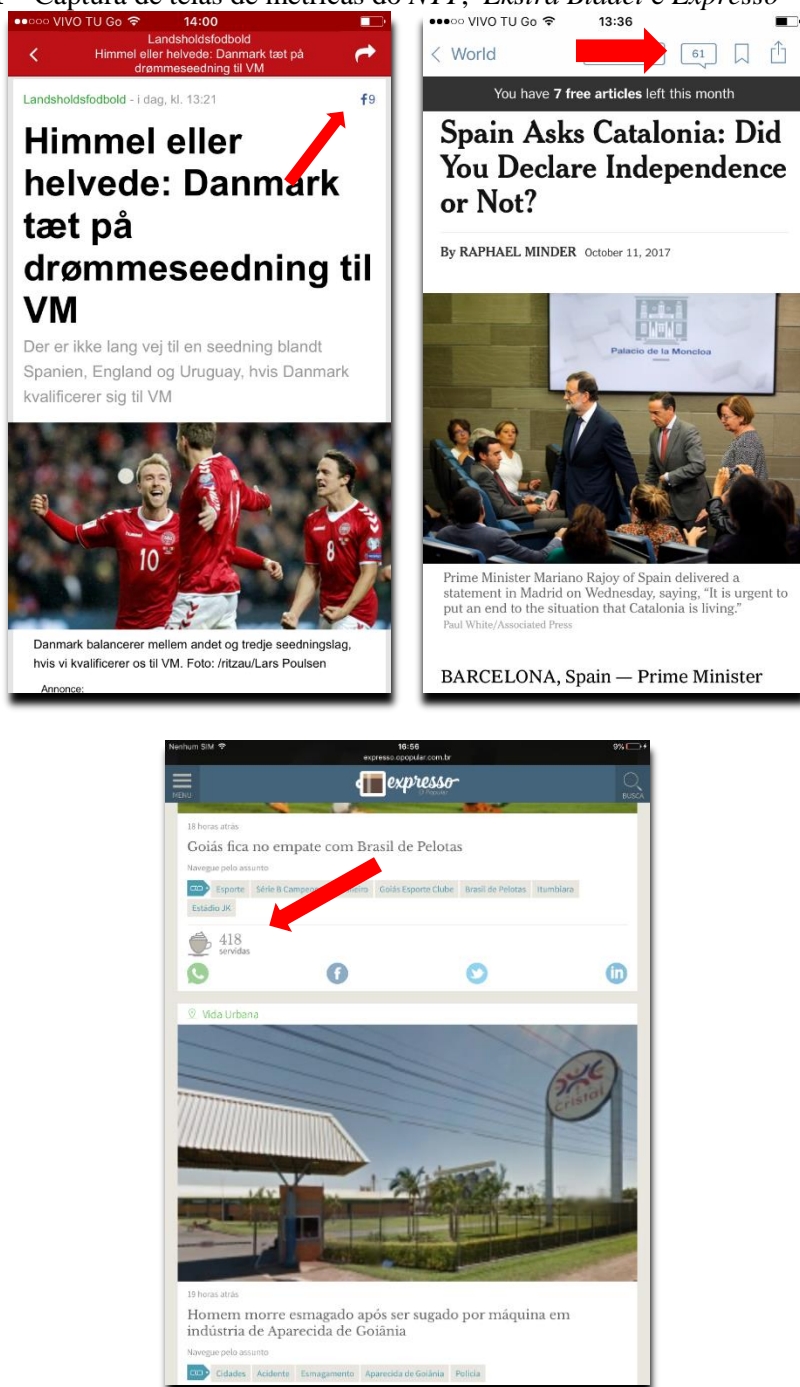 Captura de telas de métricas do NYT, Ekstra Bladet e Expresso
VIVO TU Go 14:00
Landsholdsfodbold
Himmel eller helvede: Danmark tæt på
drømmeseedning til VM
Landsholdsfodbold - i dag, kl. 13:21
f9
Himmel eller
helvede: Danmark
tæt på
drømmeseedning til
VM
Der er ikke lang vej til en seedning blandt
Spanien, England og Uruguay, hvis Danmark
kvalificerer sig til VM
10
8
Danmark balancerer mellem andet og tredje seedningslag,
hvis vi kvalificerer os til VM. Foto: /ritzau/Lars Poulsen
Annonce:
VIVO TU Go 13:36
World
61
You have 7 free articles left this month
Spain Asks Catalonia: Did
You Declare Independence
or Not?
By RAPHAEL MINDER October 11, 2017
Palacio de la Moncloa
Prime Minister Mariano Rajoy of Spain delivered a
statement in Madrid on Wednesday, saying, “It is urgent to
put an end to the situation that Catalonia is living.”
Paul White/Associated Press
BARCELONA, Spain — Prime Minister
Nenhum SIM 16:56 9%
expresso.opopular.com.br
MENU
expresso
O Popular
BUSCA
18 horas atrás
Goiás fica no empate com Brasil de Pelotas
Navegue pelo assunto
Esporte Série B Goiás Esporte Clube Brasil de Pelotas Itumbiara
Estádio JK
418
servidas
f
in
Vida Urbana
Cristal
19 horas atrás
Homem morre esmagado após ser sugado por máquina em
indústria de Aparecida de Goiânia
Navegue pelo assunto
Cidades Acidente Esmagamento Aparecida de Goiânia Polícia